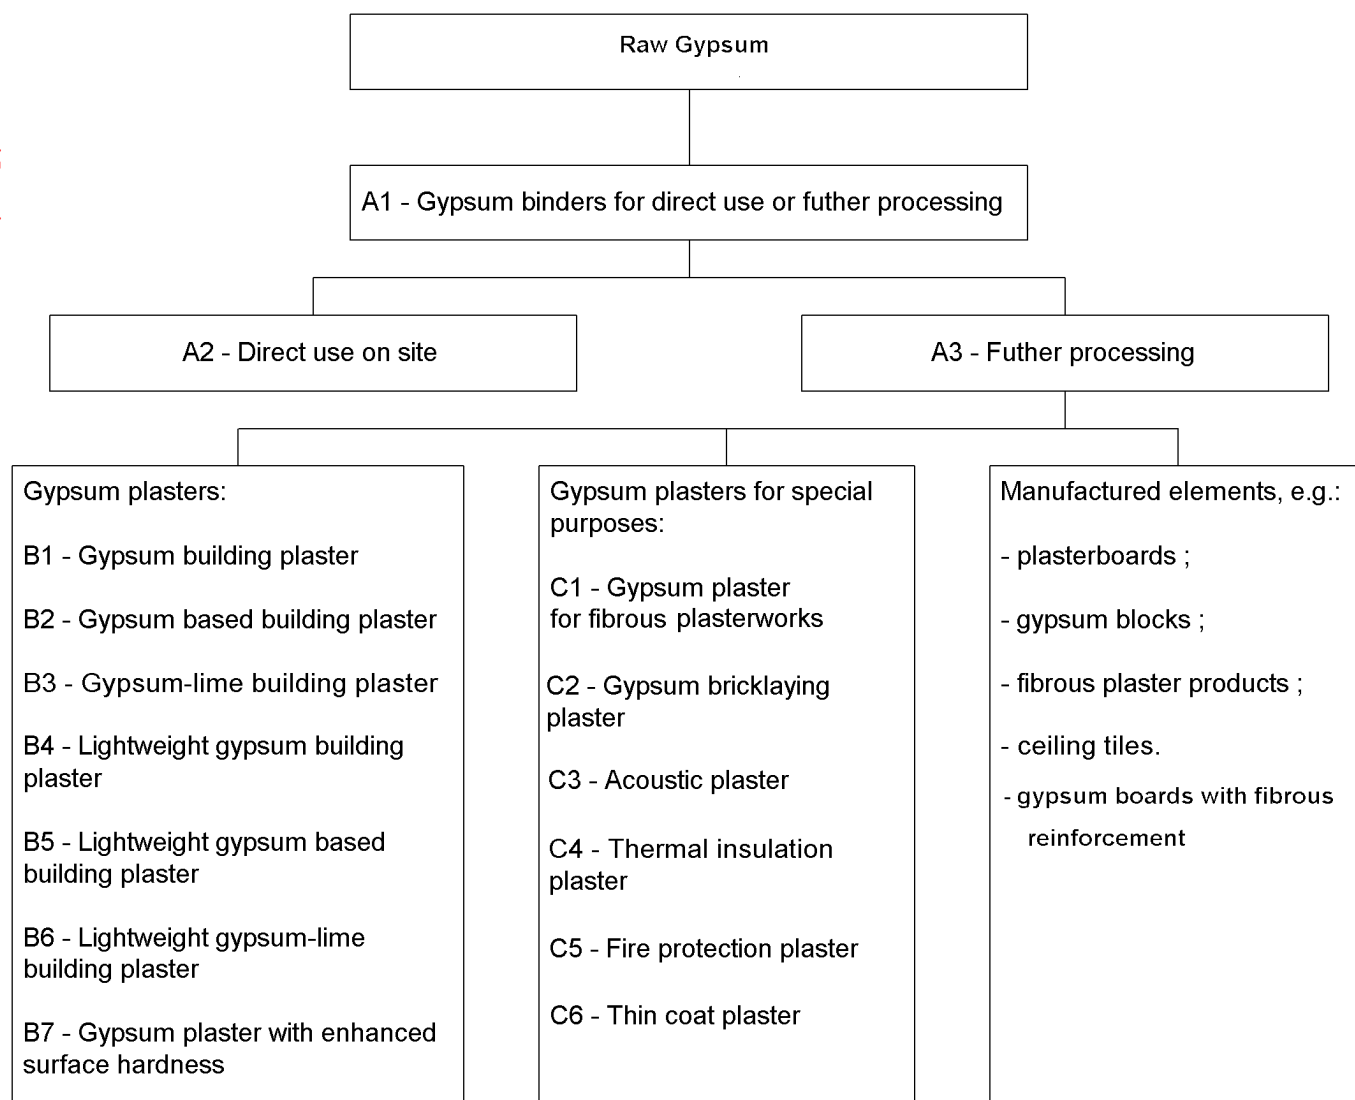 Raw Gypsum
A1 - Gypsum binders for direct use or futher processing
A2 - Direct use on site
A3 - Futher processing
Gypsum plasters:
B1 - Gypsum building plaster
B2 - Gypsum based building plaster
B3 - Gypsum-lime building plaster
B4 - Lightweight gypsum building
plaster
B5 - Lightweight gypsum based
building plaster
B6 - Lightweight gypsum-lime
building plaster
B7 - Gypsum plaster with enhanced
surface hardness
Gypsum plasters for special
purposes:
C1 - Gypsum plaster
for fibrous plasterworks
C2 - Gypsum bricklaying
plaster
C3 - Acoustic plaster
C4 - Thermal insulation
plaster
C5 - Fire protection plaster
C6 - Thin coat plaster
Manufactured elements, e.g.:
- plasterboards ;
- gypsum blocks ;
- fibrous plaster products ;
- ceiling tiles.
- gypsum boards with fibrous
reinforcement